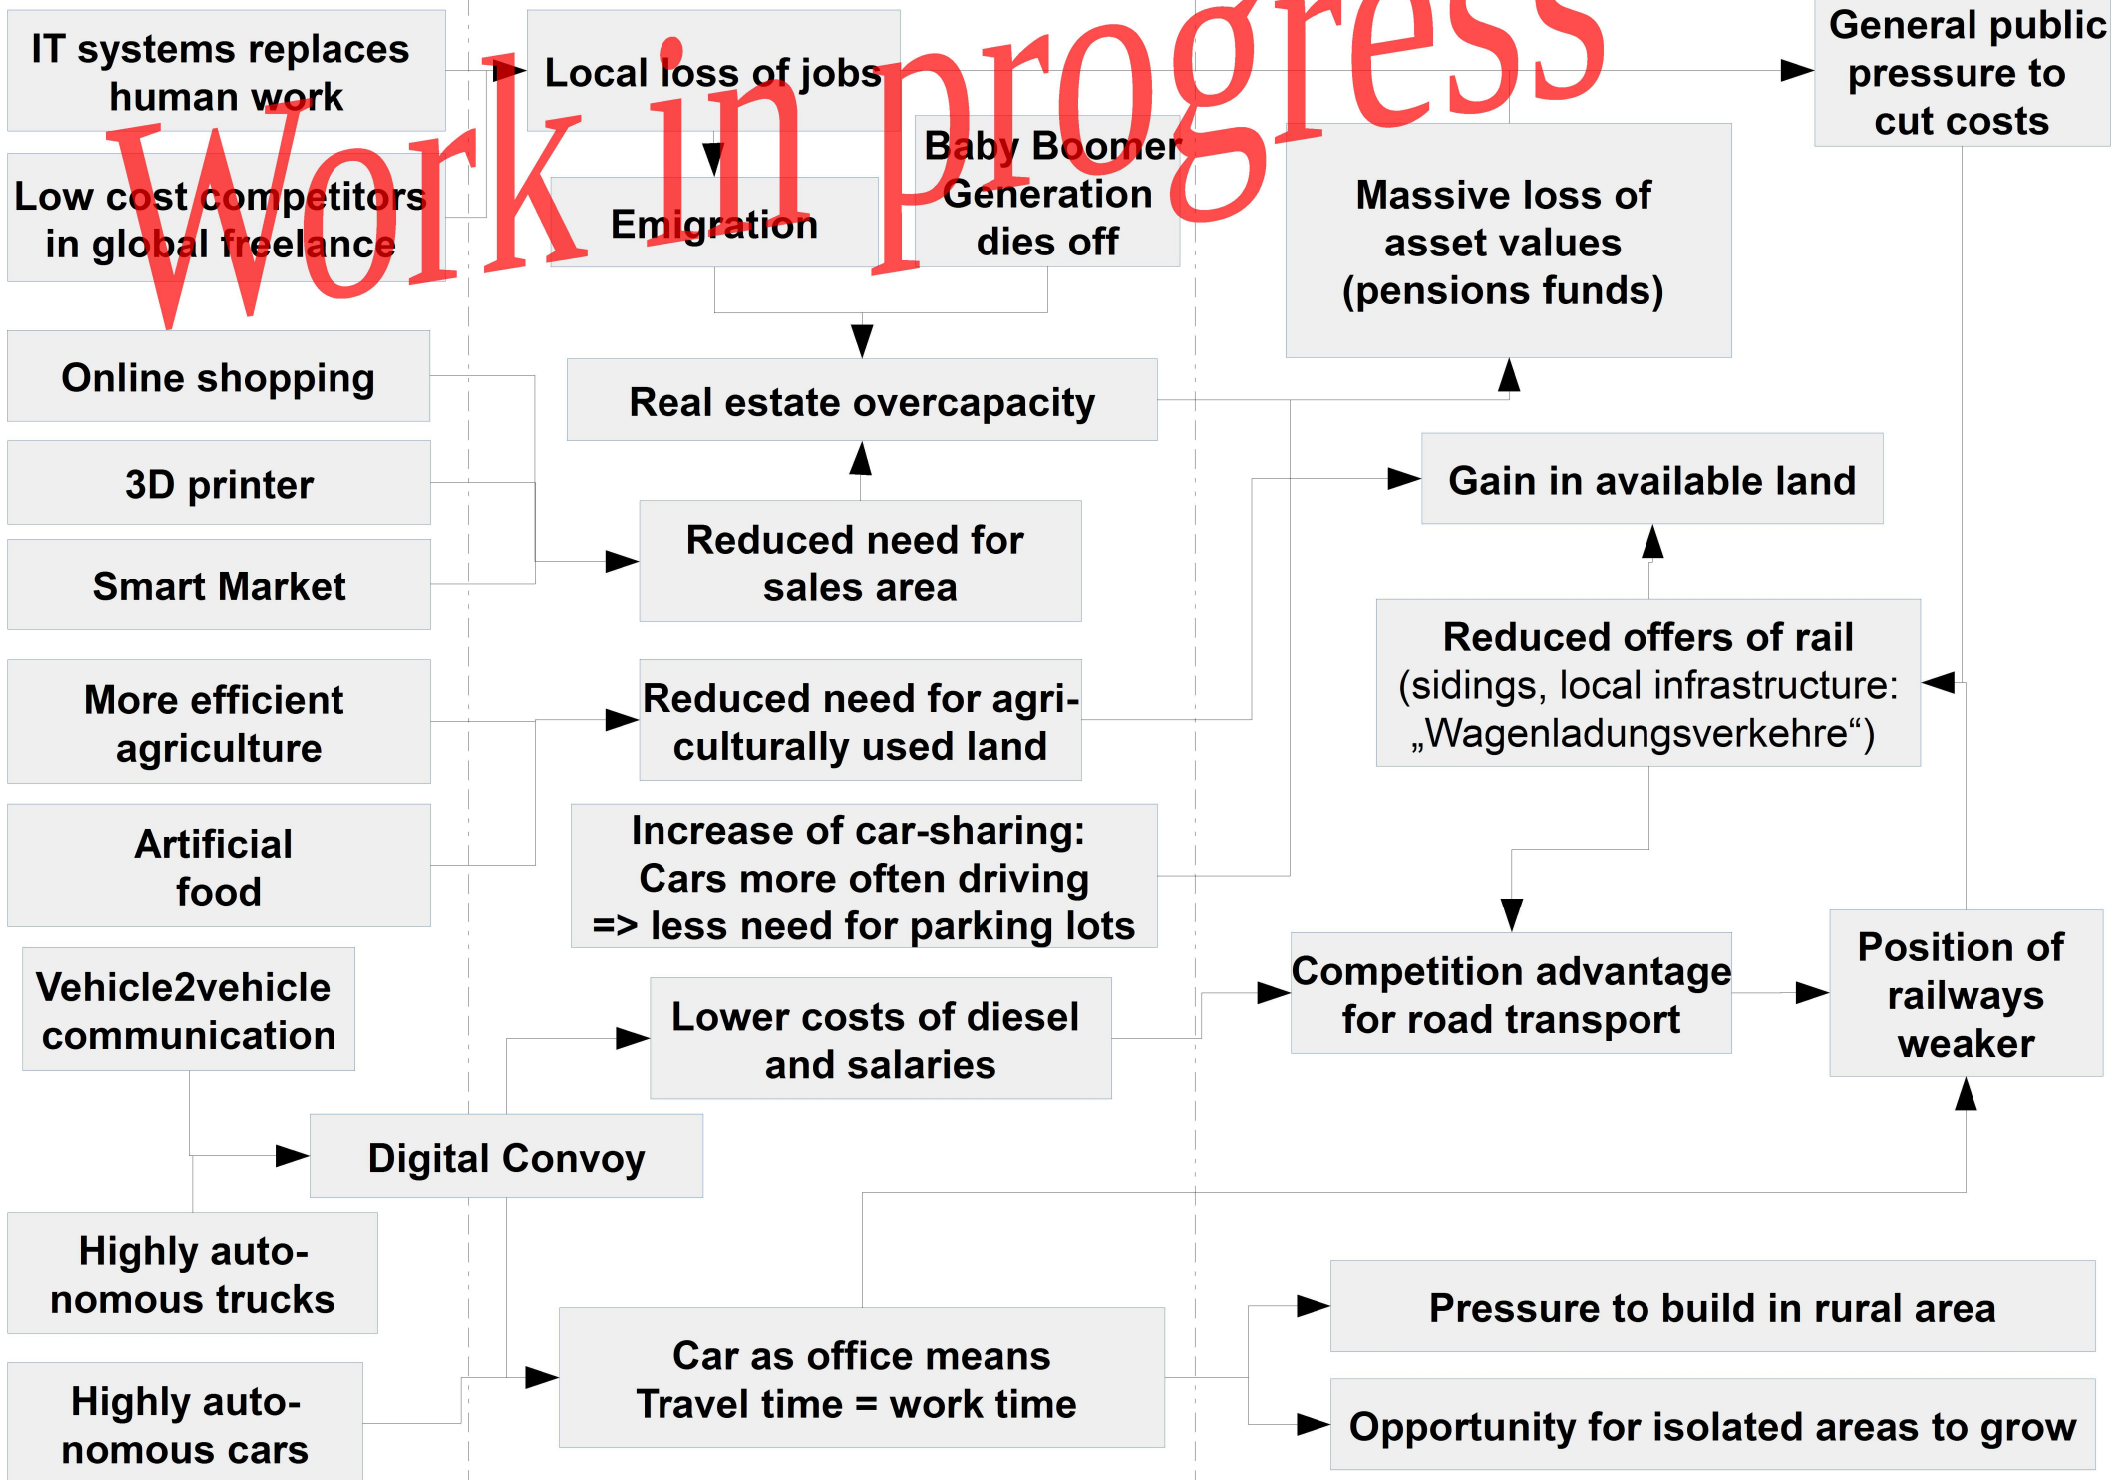 Work in progress
IT systems replaces
human work
Low cost competitors
in global freelance
Online shopping
3D printer
Smart Market
More efficient
agriculture
Artificial
food
Vehicle2vehicle
communication
Digital Convoy
Highly auto-
nomous trucks
Highly auto-
nomous cars
Local loss of jobs
Emigration
Baby Boomer
Generation
dies off
Real estate overcapacity
Reduced need for
sales area
Reduced need for agri-
culturally used land
Increase of car-sharing:
Cars more often driving
=> less need for parking lots
Lower costs of diesel
and salaries
Car as office means
Travel time = work time
General public
pressure to
cut costs
Massive loss of
asset values
(pensions funds)
Gain in available land
Reduced offers of rail
(sidings, local infrastructure:
„Wagenladungsverkehre“)
Competition advantage
for road transport
Position of
railways
weaker
Pressure to build in rural area
Opportunity for isolated areas to grow